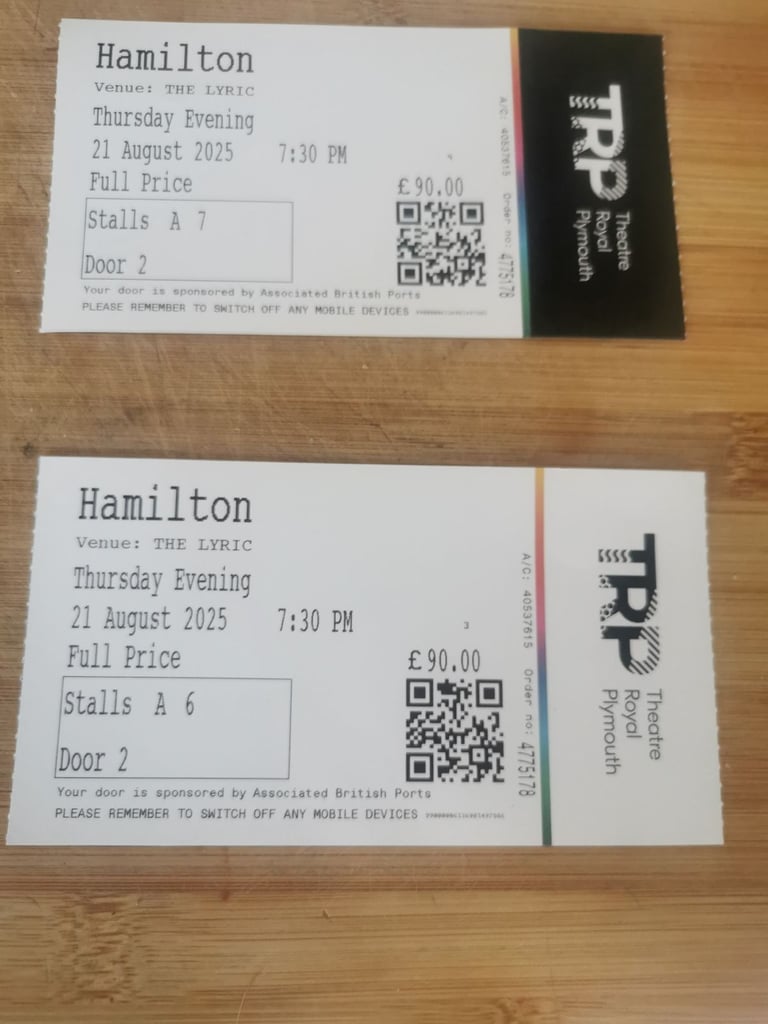 Hamilton
Venue: THE LYRIC
Thursday Evening
21 August 2025 7:30 PM
Full Price
4
£90.00
Stalls A 7
Door 2
Your door is sponsored by Associated British Ports
PLEASE REMEMBER TO SWITCH OFF ANY MOBILE DEVICES
A/C: 40537615 Order no: 4775178
TRP
Theatre
Royal
Plymouth
Hamilton
Venue: THE LYRIC
Thursday Evening
21 August 2025 7:30 PM
Full Price
3
£90.00
Stalls A 6
Door 2
Your door is sponsored by Associated British Ports
PLEASE REMEMBER TO SWITCH OFF ANY MOBILE DEVICES
A/C: 40537615 Order no: 4775178
TRP
Theatre
Royal
Plymouth